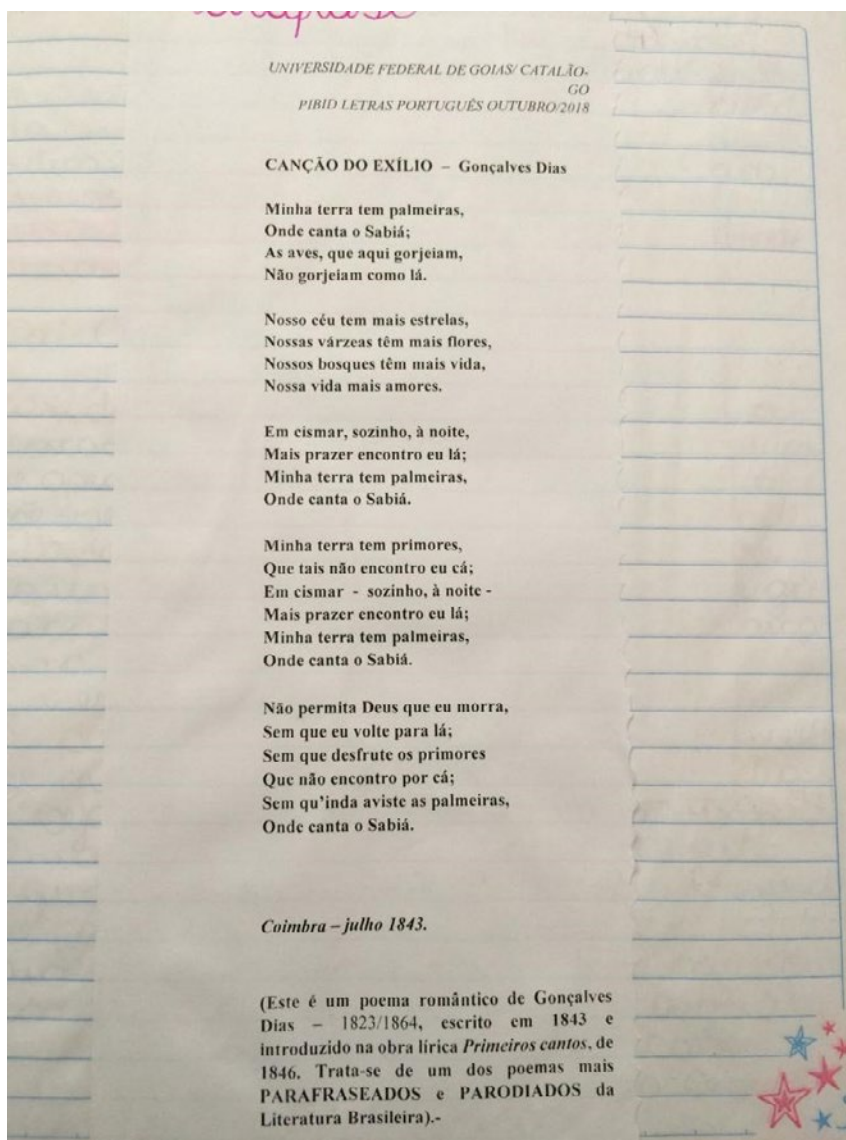 UNIVERSIDADE FEDERAL DE GOIAS/ CATALÃO-
GO
PIBID LETRAS PORTUGUÊS OUTUBRO/2018
CANÇÃO DO EXÍLIO – Gonçalves Dias
Minha terra tem palmeiras,
Onde canta o Sabiá;
As aves, que aqui gorjeiam,
Não gorjeiam como lá.
Nosso céu tem mais estrelas,
Nossas várzeas têm mais flores,
Nossos bosques têm mais vida,
Nossa vida mais amores.
Em cismar, sozinho, à noite,
Mais prazer encontro eu lá;
Minha terra tem palmeiras,
Onde canta o Sabiá.
Minha terra tem primores,
Que tais não encontro eu cá;
Em cismar - sozinho, à noite -
Mais prazer encontro eu lá;
Minha terra tem palmeiras,
Onde canta o Sabiá.
Não permita Deus que eu morra,
Sem que eu volte para lá;
Sem que desfrute os primores
Que não encontro por cá;
Sem qu'inda aviste as palmeiras,
Onde canta o Sabiá.
Coimbra – julho 1843.
(Este é um poema romântico de Gonçalves
Dias – 1823/1864, escrito em 1843 e
introduzido na obra lírica Primeiros cantos, de
1846. Trata-se de um dos poemas mais
PARAFRASEADOS e PARODIADOS da
Literatura Brasileira).-